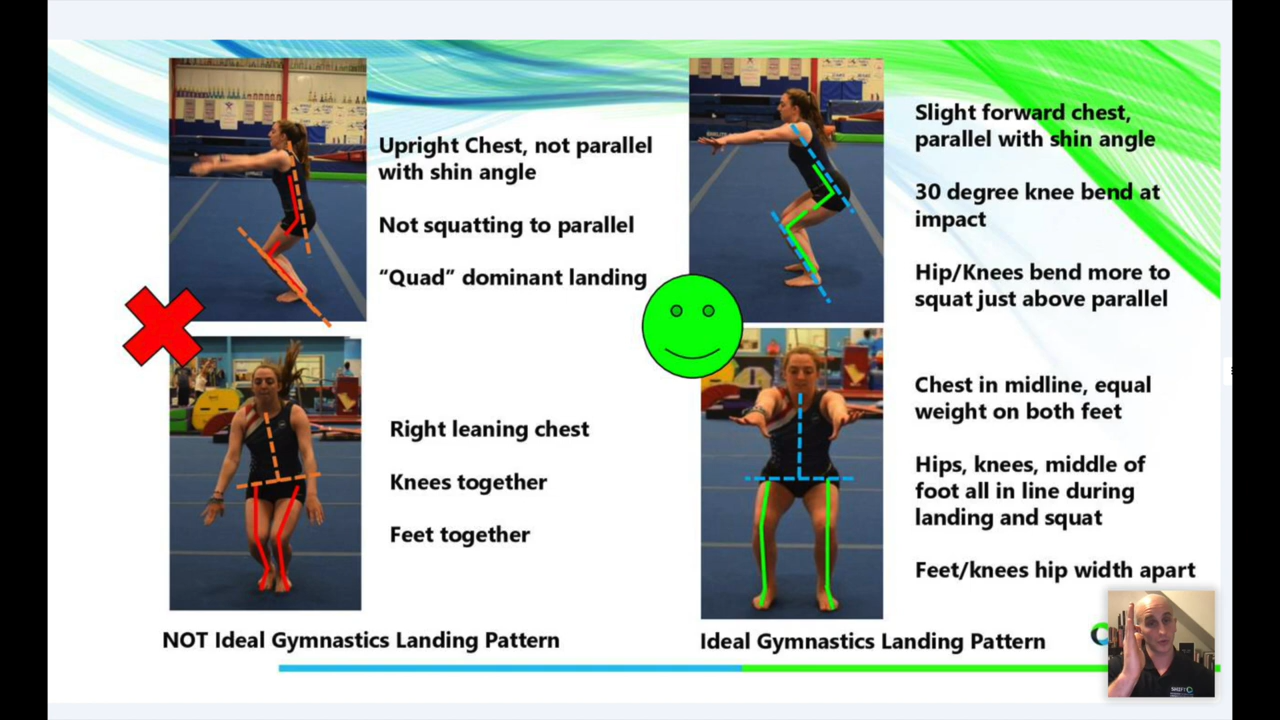 Upright Chest, not parallel
with shin angle
Not squatting to parallel
“Quad” dominant landing
Right leaning chest
Knees together
Feet together
NOT Ideal Gymnastics Landing Pattern
Slight forward chest,
parallel with shin angle
30 degree knee bend at
impact
Hip/Knees bend more to
squat just above parallel
Chest in midline, equal
weight on both feet
Hips, knees, middle of
foot all in line during
landing and squat
Feet/knees hip width apart
Ideal Gymnastics Landing Pattern